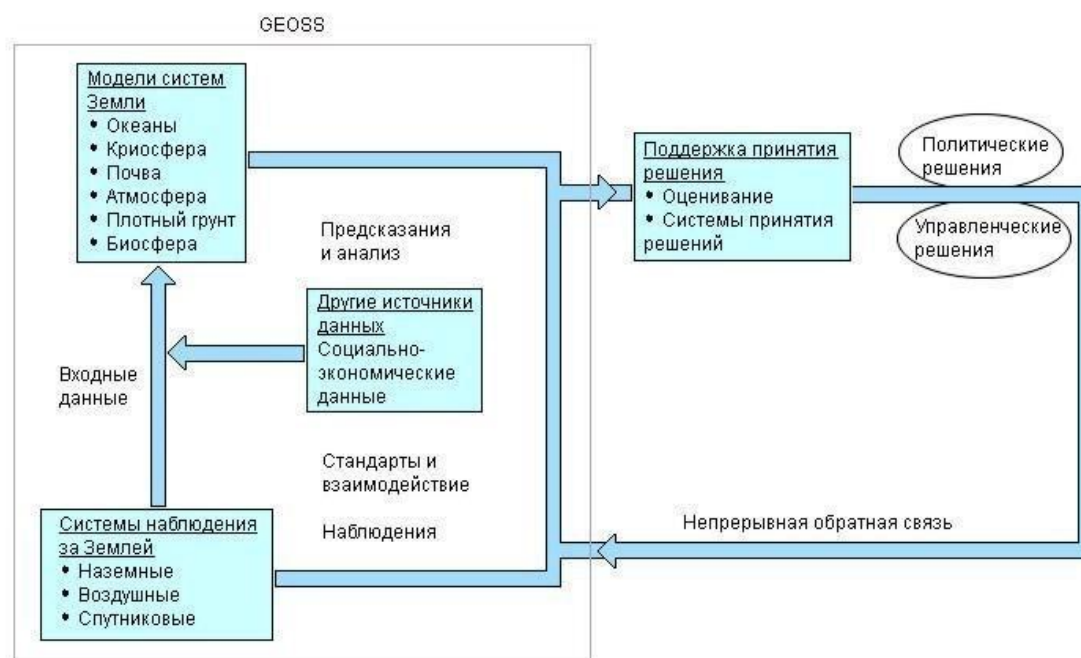 GEOSS
Модели систем
Земли
• Океаны
• Криосфера
• Почва
• Атмосфера
• Плотный грунт
• Биосфера
Предсказания
и анализ
Другие источники
данных
Социально-
экономические
данные
Входные
данные
Стандарты и
взаимодействие
Наблюдения
Системы наблюдения
за Землей
• Наземные
• Воздушные
• Спутниковые
Поддержка принятия
решения
• Оценивание
• Системы принятия
решений
Политические
решения
Управленческие
решения
Непрерывная обратная связь